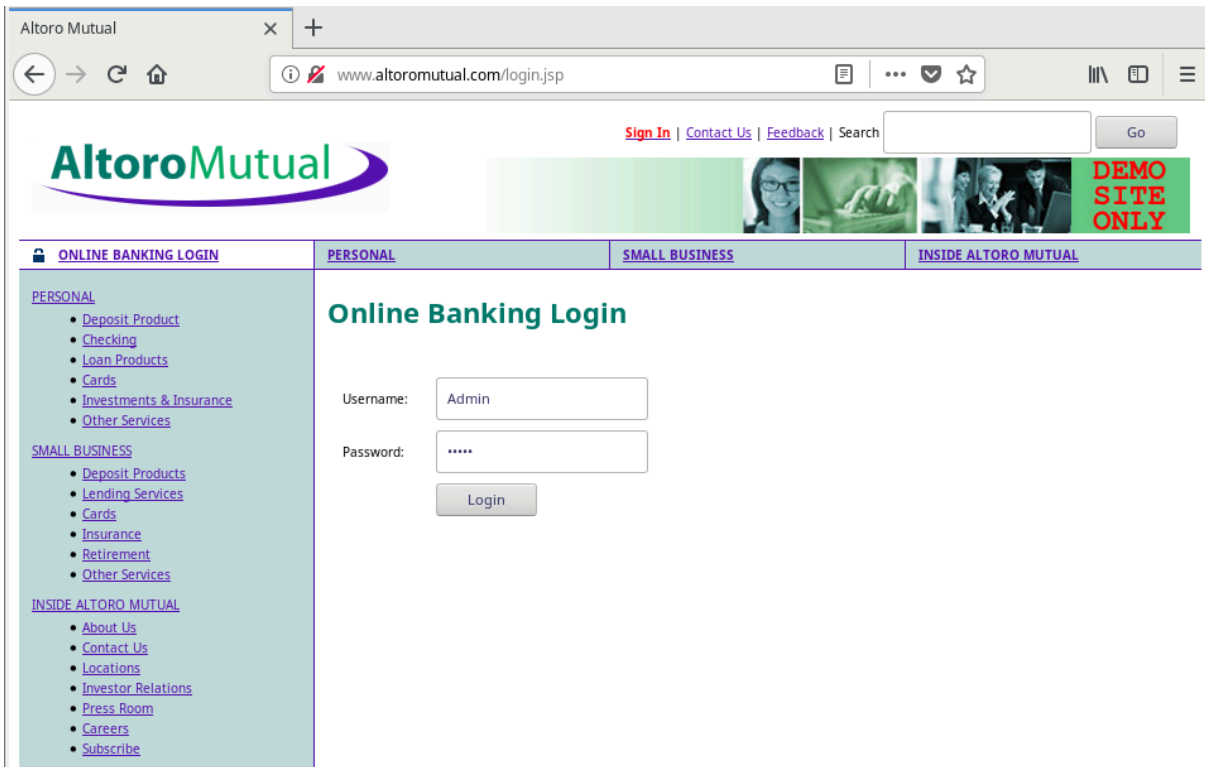 Altoro Mutual
www.altoromutual.com/login.jsp
Sign In | Contact Us | Feedback | Search
Go
AltoroMutual
DEMO
SITE
ONLY
ONLINE BANKING LOGIN
PERSONAL
SMALL BUSINESS
INSIDE ALTORO MUTUAL
PERSONAL
Deposit Product
Checking
Loan Products
Cards
Investments & Insurance
Other Services
SMALL BUSINESS
Deposit Products
Lending Services
Cards
Insurance
Retirement
Other Services
INSIDE ALTORO MUTUAL
About Us
Contact Us
Locations
Investor Relations
Press Room
Careers
Subscribe
Online Banking Login
Username: Admin
Password: •••••
Login